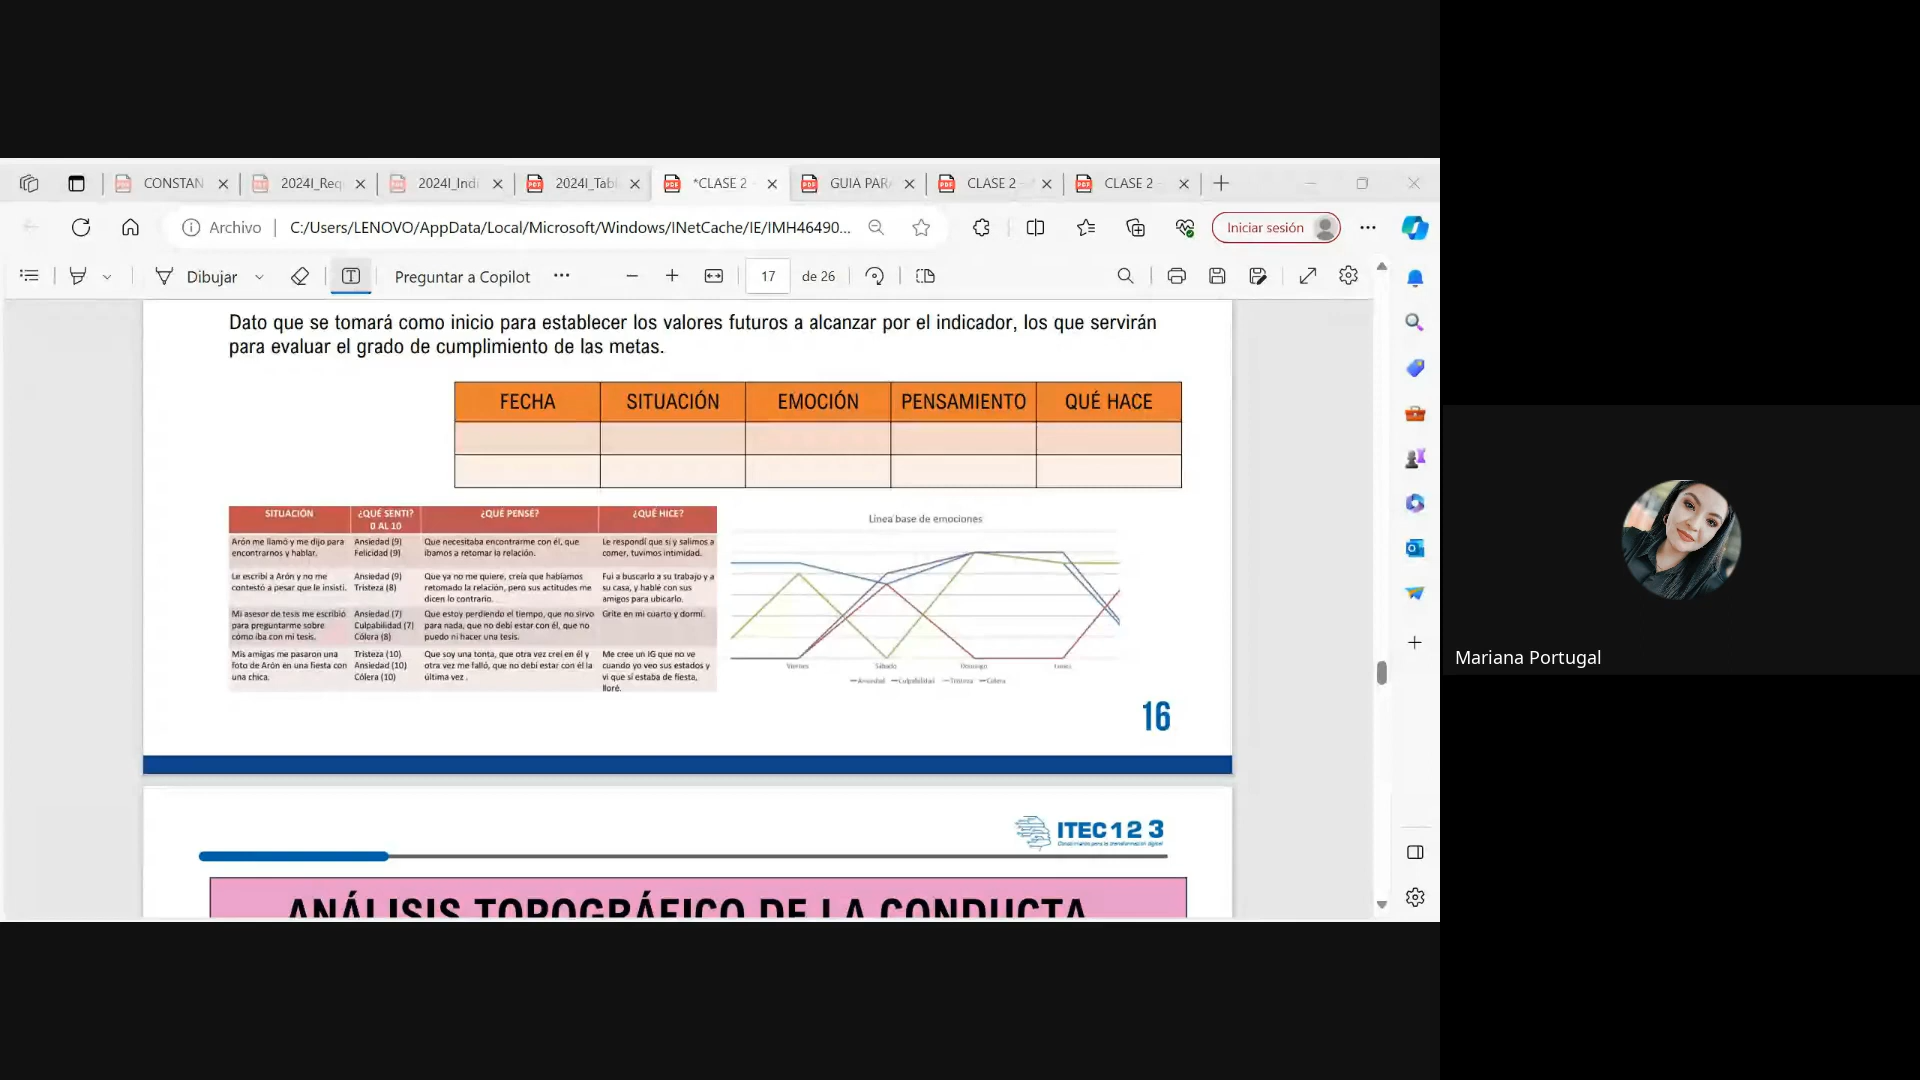 CONSTAN
2024I_Req
2024I_Indi
2024I_Tabl
*CLASE 2
GUIA PAR
CLASE 2
CLASE 2
Archivo
C:/Users/LENOVO/AppData/Local/Microsoft/Windows/INetCache/IE/IMH46490...
Iniciar sesión
Dibujar
Preguntar a Copilot
17
de 26
Dato que se tomará como inicio para establecer los valores futuros a alcanzar por el indicador, los que servirán
para evaluar el grado de cumplimiento de las metas.
FECHA SITUACIÓN EMOCIÓN PENSAMIENTO QUÉ HACE
SITUACIÓN
¿QUÉ SENTI?
0 AL 10
¿QUÉ PENSÉ?
¿QUÉ HICE?
Arón me llamó y me dijo para
encontrarnos y hablar.
Ansiedad (9)
Felicidad (9)
Que necesitaba encontrarme con él, que
íbamos a retomar la relación.
Le respondí que si y salimos a
comer, tuvimos intimidad.
Le escribí a Arón y no me
contestó a pesar que le insistí.
Ansiedad (9)
Tristeza (8)
Que ya no me quiere, creía que habíamos
retomado la relación, pero sus actitudes me
dicen lo contrario.
Fui a buscarlo a su trabajo y a
su casa, y hablé con sus
amigos para ubicarlo.
Mi asesor de tesis me escribió
para preguntarme sobre
cómo iba con mi tesis.
Ansiedad (7)
Culpabilidad (7)
Cólera (8)
Que estoy perdiendo el tiempo, que no sirvo
para nada, que no debí estar con él, que no
puedo ni hacer una tesis.
Grite en mi cuarto y dormí.
Mis amigas me pasaron una
foto de Arón en una fiesta con
una chica.
Tristeza (10)
Ansiedad (10)
Cólera (10)
Que soy una tonta, que otra vez creí en él y
otra vez me falló, que no debí estar con él la
última vez .
Me cree un IG que no ve
cuando yo veo sus estados y
vi que sí estaba de fiesta,
lloré.
Línea base de emociones
Viernes Sábado Domingo Lunes
Ansiedad Culpabilidad Tristeza Cólera
16
ITEC 1 2 3
ANÁLISIS TOPOGRÁFICO DE LA CONDUCTA
Mariana Portugal